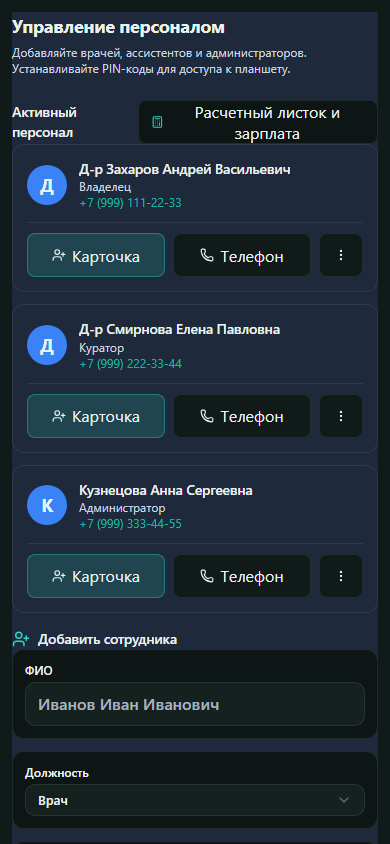 Управление персоналом
Добавляйте врачей, ассистентов и администраторов.
Устанавливайте PIN-коды для доступа к планшету.
Активный
персонал
Расчетный листок и
зарплата
Д
Д-р Захаров Андрей Васильевич
Владелец
+7 (999) 111-22-33
Карточка
Телефон
Д
Д-р Смирнова Елена Павловна
Куратор
+7 (999) 222-33-44
Карточка
Телефон
К
Кузнецова Анна Сергеевна
Администратор
+7 (999) 333-44-55
Карточка
Телефон
Добавить сотрудника
ФИО
Иванов Иван Иванович
Должность
Врач